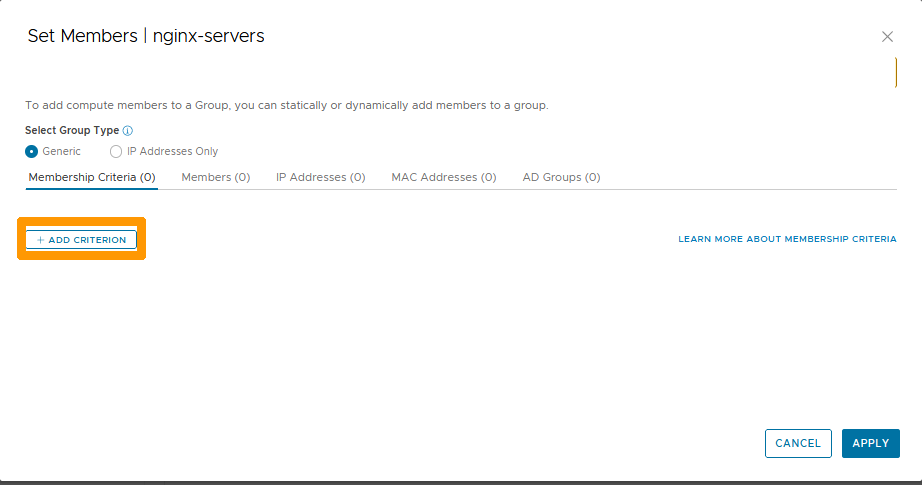 Set Members | nginx-servers
To add compute members to a Group, you can statically or dynamically add members to a group.
Select Group Type
Generic IP Addresses Only
Membership Criteria (0) Members (0) IP Addresses (0) MAC Addresses (0) AD Groups (0)
+ ADD CRITERION LEARN MORE ABOUT MEMBERSHIP CRITERIA
CANCEL APPLY